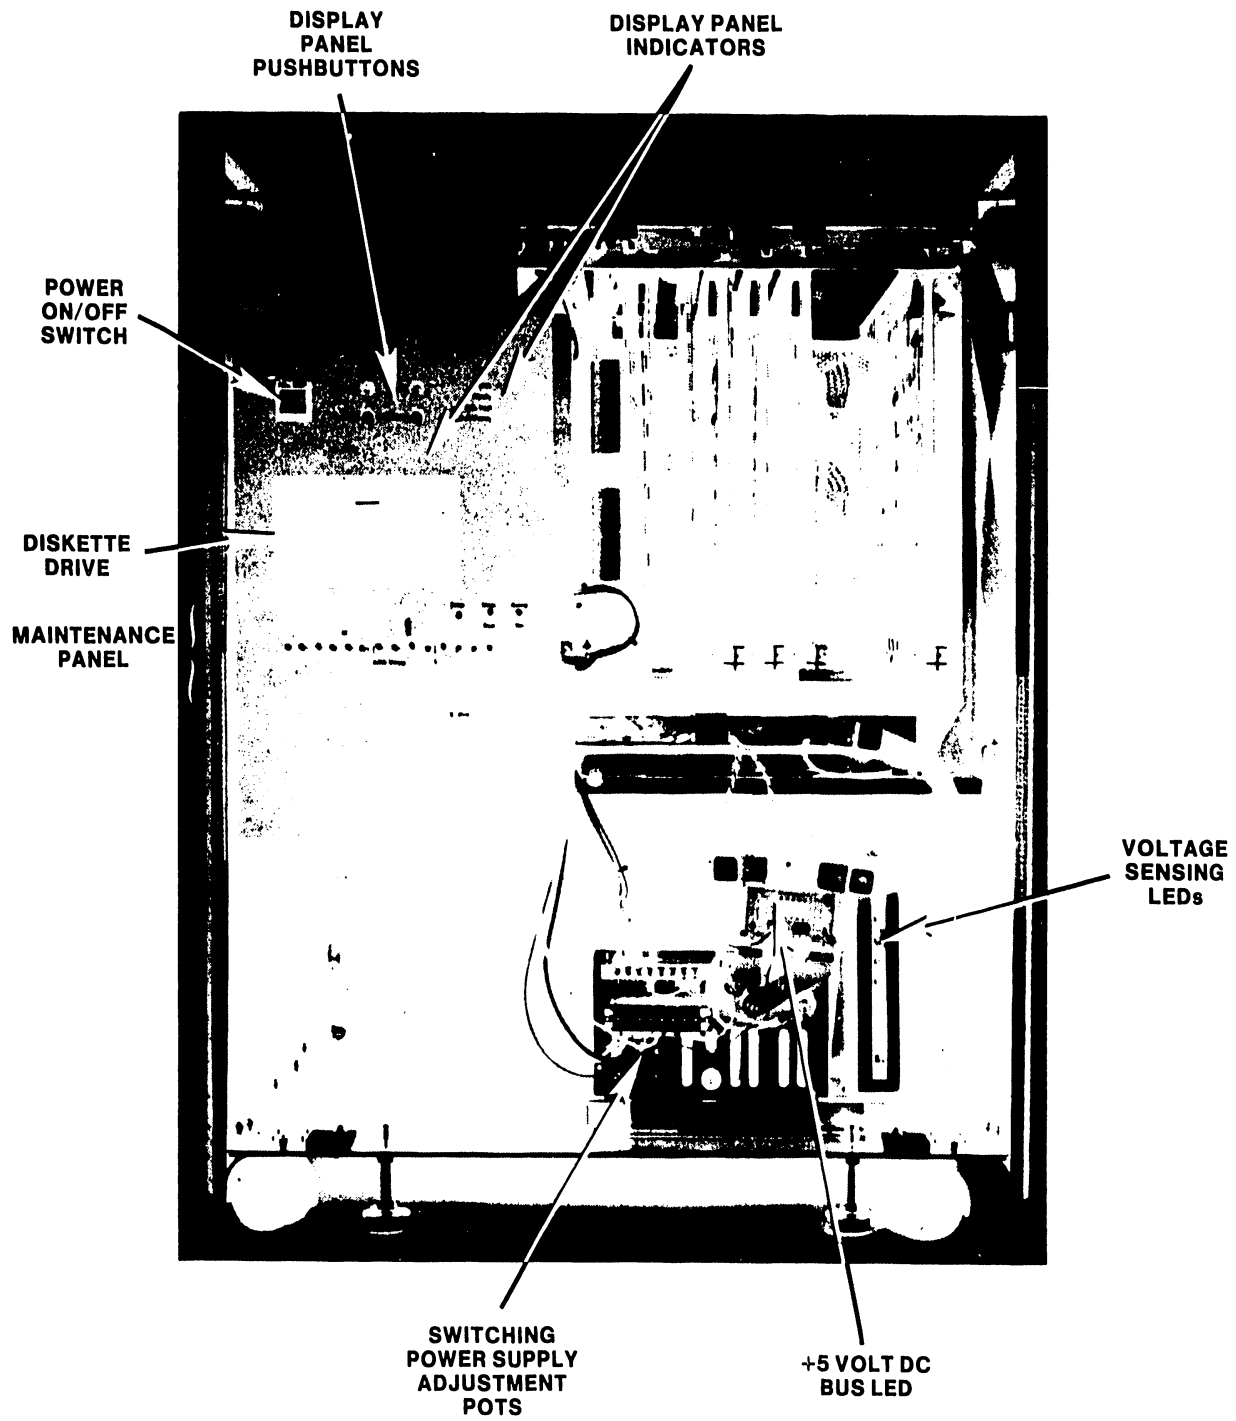 DISPLAY
PANEL
PUSHBUTTONS
DISPLAY PANEL
INDICATORS
POWER
ON/OFF
SWITCH
DISKETTE
DRIVE
MAINTENANCE
PANEL
VOLTAGE
SENSING
LEDs
SWITCHING
POWER SUPPLY
ADJUSTMENT
POTS
+5 VOLT DC
BUS LED